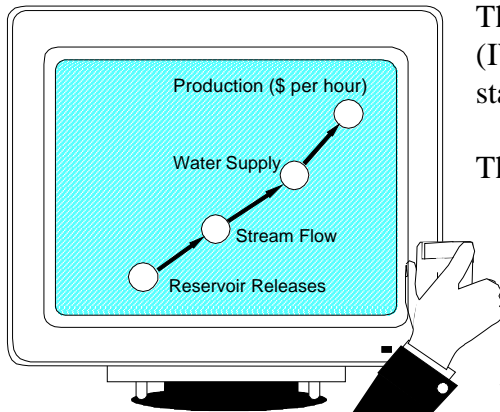 Production ($ per hour)
Water Supply
Stream Flow
Reservoir Releases